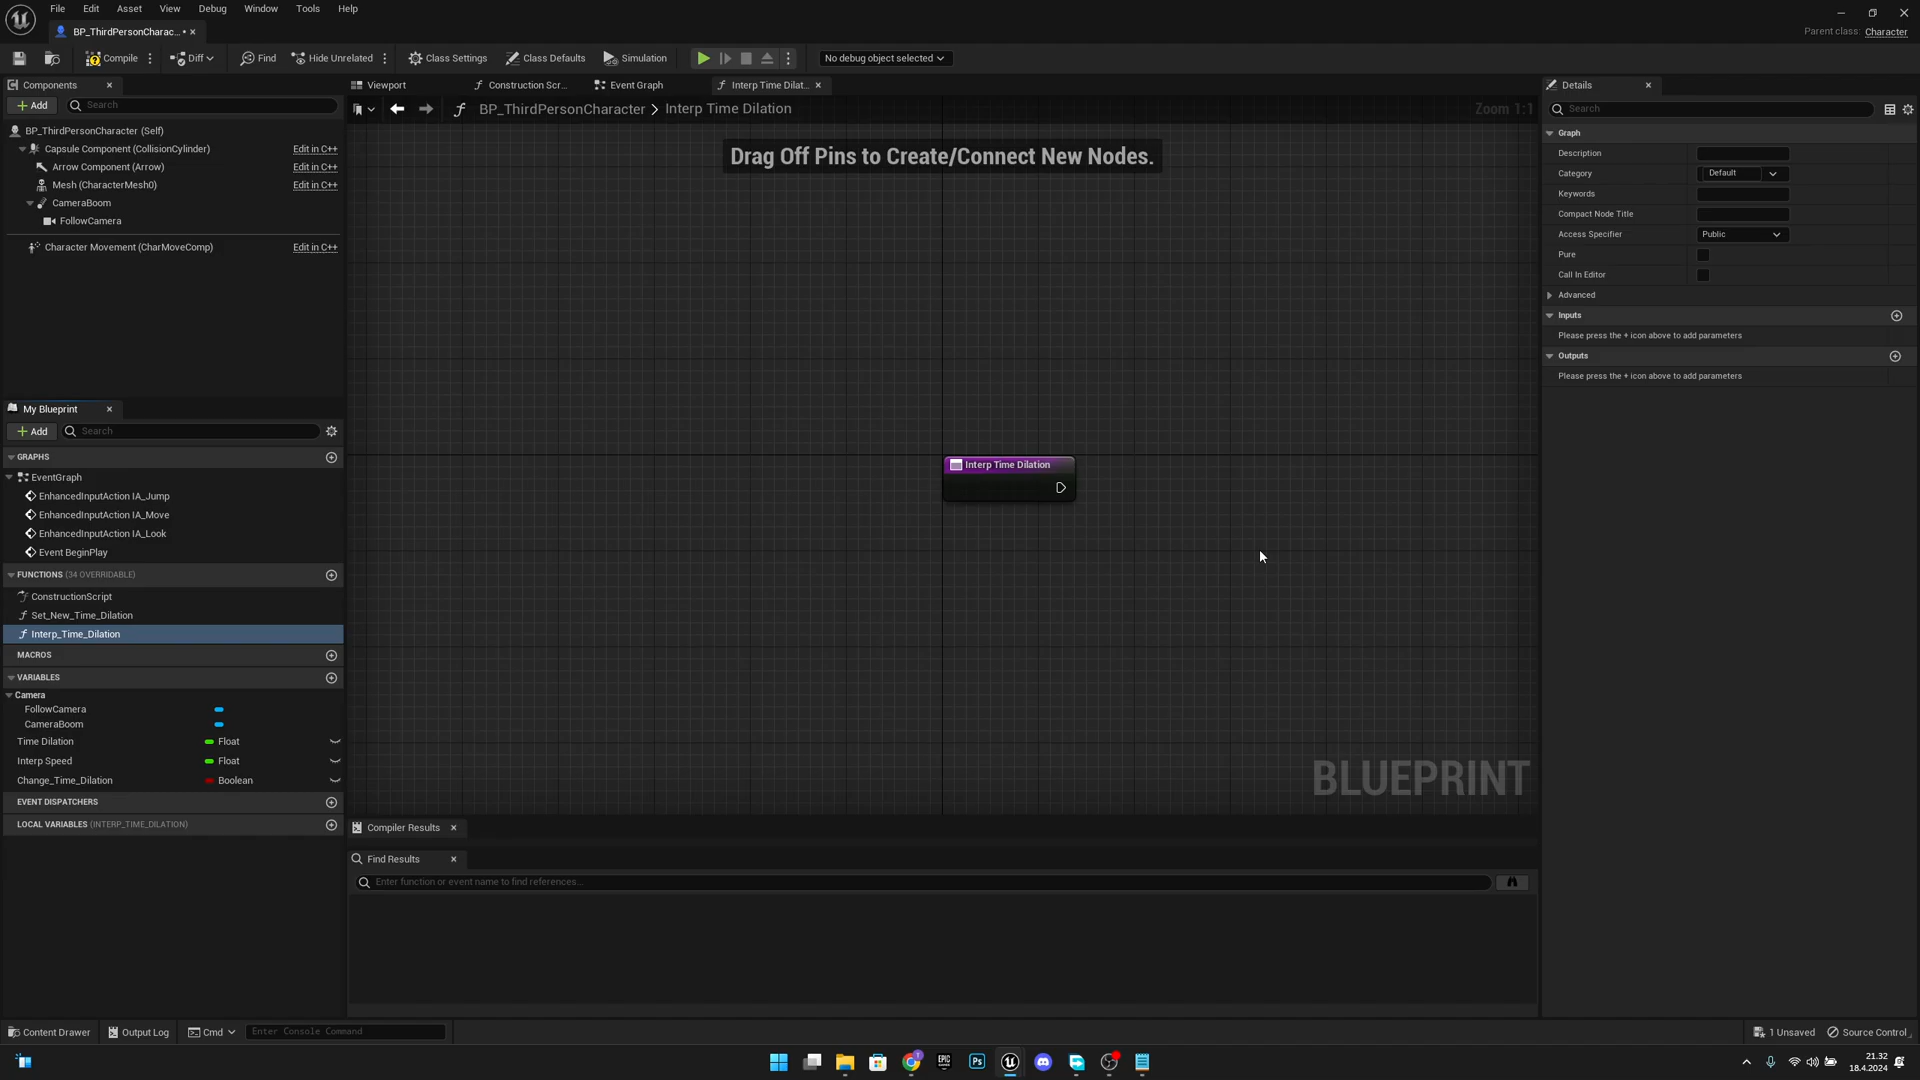 File Edit Asset View Debug Window Tools Help
BP_ThirdPersonCharac... •
Parent class: Character
Compile Diff Find Hide Unrelated Class Settings Class Defaults Simulation No debug object selected
Components
Add Search
BP_ThirdPersonCharacter (Self)
Capsule Component (CollisionCylinder) Edit in C++
Arrow Component (Arrow) Edit in C++
Mesh (CharacterMesh0) Edit in C++
CameraBoom
FollowCamera
Character Movement (CharMoveComp) Edit in C++
My Blueprint
Add Search
GRAPHS
EventGraph
EnhancedInputAction IA_Jump
EnhancedInputAction IA_Move
EnhancedInputAction IA_Look
Event BeginPlay
FUNCTIONS (34 OVERRIDABLE)
ConstructionScript
Set_New_Time_Dilation
Interp_Time_Dilation
MACROS
VARIABLES
Camera
FollowCamera
CameraBoom
Time Dilation Float
Interp Speed Float
Change_Time_Dilation Boolean
EVENT DISPATCHERS
LOCAL VARIABLES (INTERP_TIME_DILATION)
Viewport Construction Scr... Event Graph Interp Time Dilat...
BP_ThirdPersonCharacter > Interp Time Dilation Zoom 1:1
Drag Off Pins to Create/Connect New Nodes.
Interp Time Dilation
BLUEPRINT
Compiler Results
Find Results
Enter function or event name to find references...
Details
Search
Graph
Description
Category Default
Keywords
Compact Node Title
Access Specifier Public
Pure
Call In Editor
Advanced
Inputs
Please press the + icon above to add parameters
Outputs
Please press the + icon above to add parameters
Content Drawer Output Log Cmd Enter Console Command 1 Unsaved Source Control
EPIC Ps
21.32
18.4.2024